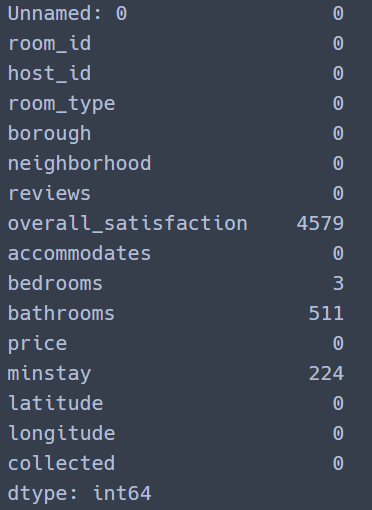 Unnamed: 0 0
room_id 0
host_id 0
room_type 0
borough 0
neighborhood 0
reviews 0
overall_satisfaction 4579
accommodates 0
bedrooms 3
bathrooms 511
price 0
minstay 224
latitude 0
longitude 0
collected 0
dtype: int64